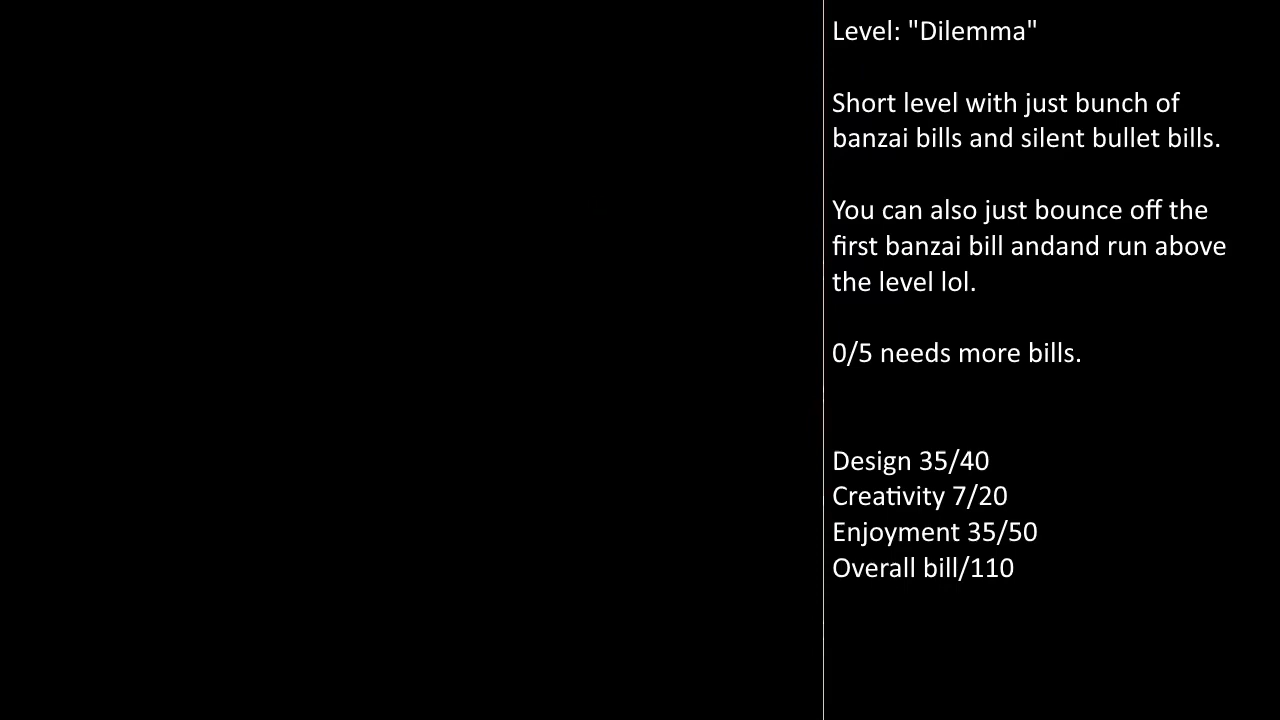 Level: "Dilemma"
Short level with just bunch of
banzai bills and silent bullet bills.
You can also just bounce off the
first banzai bill andand run above
the level lol.
0/5 needs more bills.
Design 35/40
Creativity 7/20
Enjoyment 35/50
Overall bill/110